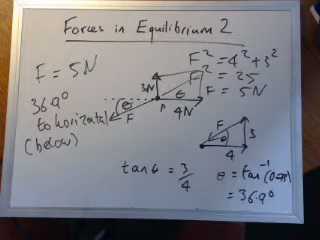 Forces in Equilibrium 2
F = 5N
36.9°
to horizontal
(below)
3N
θ
θ
F
4N
F² = 4² + 3²
F² = 25
F = 5N
F
θ
3
4
tan θ = 3/4
θ = tan⁻¹(0.75)
= 36.9°